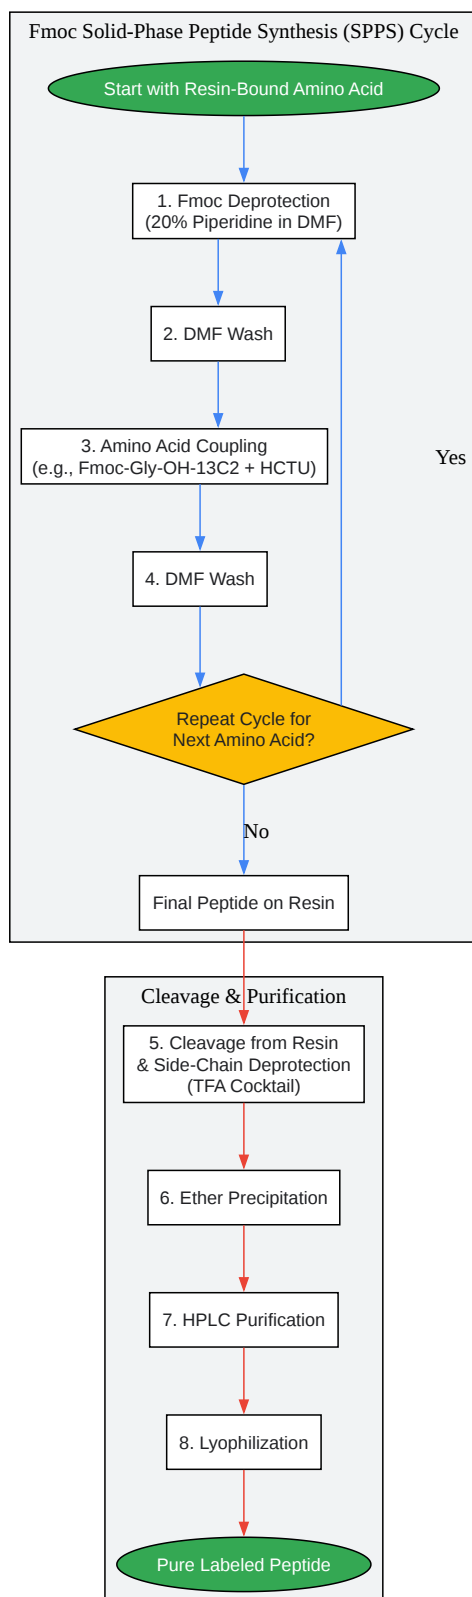 Fmoc Solid-Phase Peptide Synthesis (SPPS) Cycle
Start with Resin-Bound Amino Acid
1. Fmoc Deprotection
(20% Piperidine in DMF)
2. DMF Wash
3. Amino Acid Coupling
(e.g., Fmoc-Gly-OH-13C2 + HCTU)
Yes
4. DMF Wash
Repeat Cycle for
Next Amino Acid?
No
Final Peptide on Resin
Cleavage & Purification
5. Cleavage from Resin
& Side-Chain Deprotection
(TFA Cocktail)
6. Ether Precipitation
7. HPLC Purification
8. Lyophilization
Pure Labeled Peptide